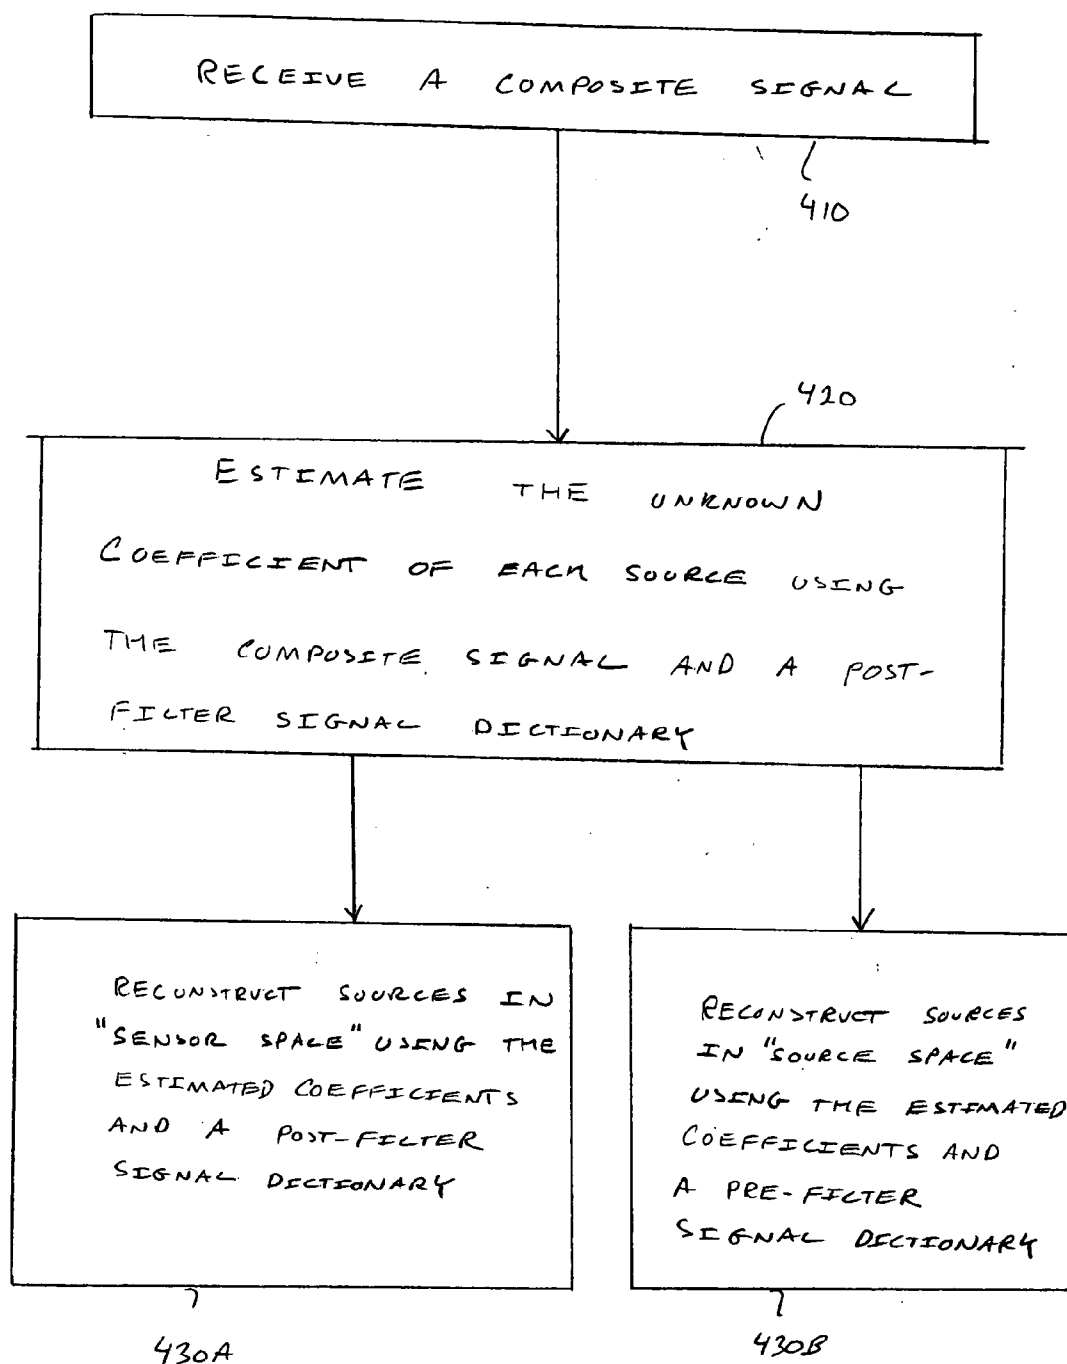 RECEIVE A COMPOSITE SIGNAL
410
420
ESTIMATE THE UNKNOWN
COEFFICIENT OF EACH SOURCE USING
THE COMPOSITE SIGNAL AND A POST-
FILTER SIGNAL DICTIONARY
RECONSTRUCT SOURCES IN
"SENSOR SPACE" USING THE
ESTIMATED COEFFICIENTS
AND A POST-FILTER
SIGNAL DICTIONARY
430A
RECONSTRUCT SOURCES
IN "SOURCE SPACE"
USING THE ESTIMATED
COEFFICIENTS AND
A PRE-FILTER
SIGNAL DICTIONARY
430B